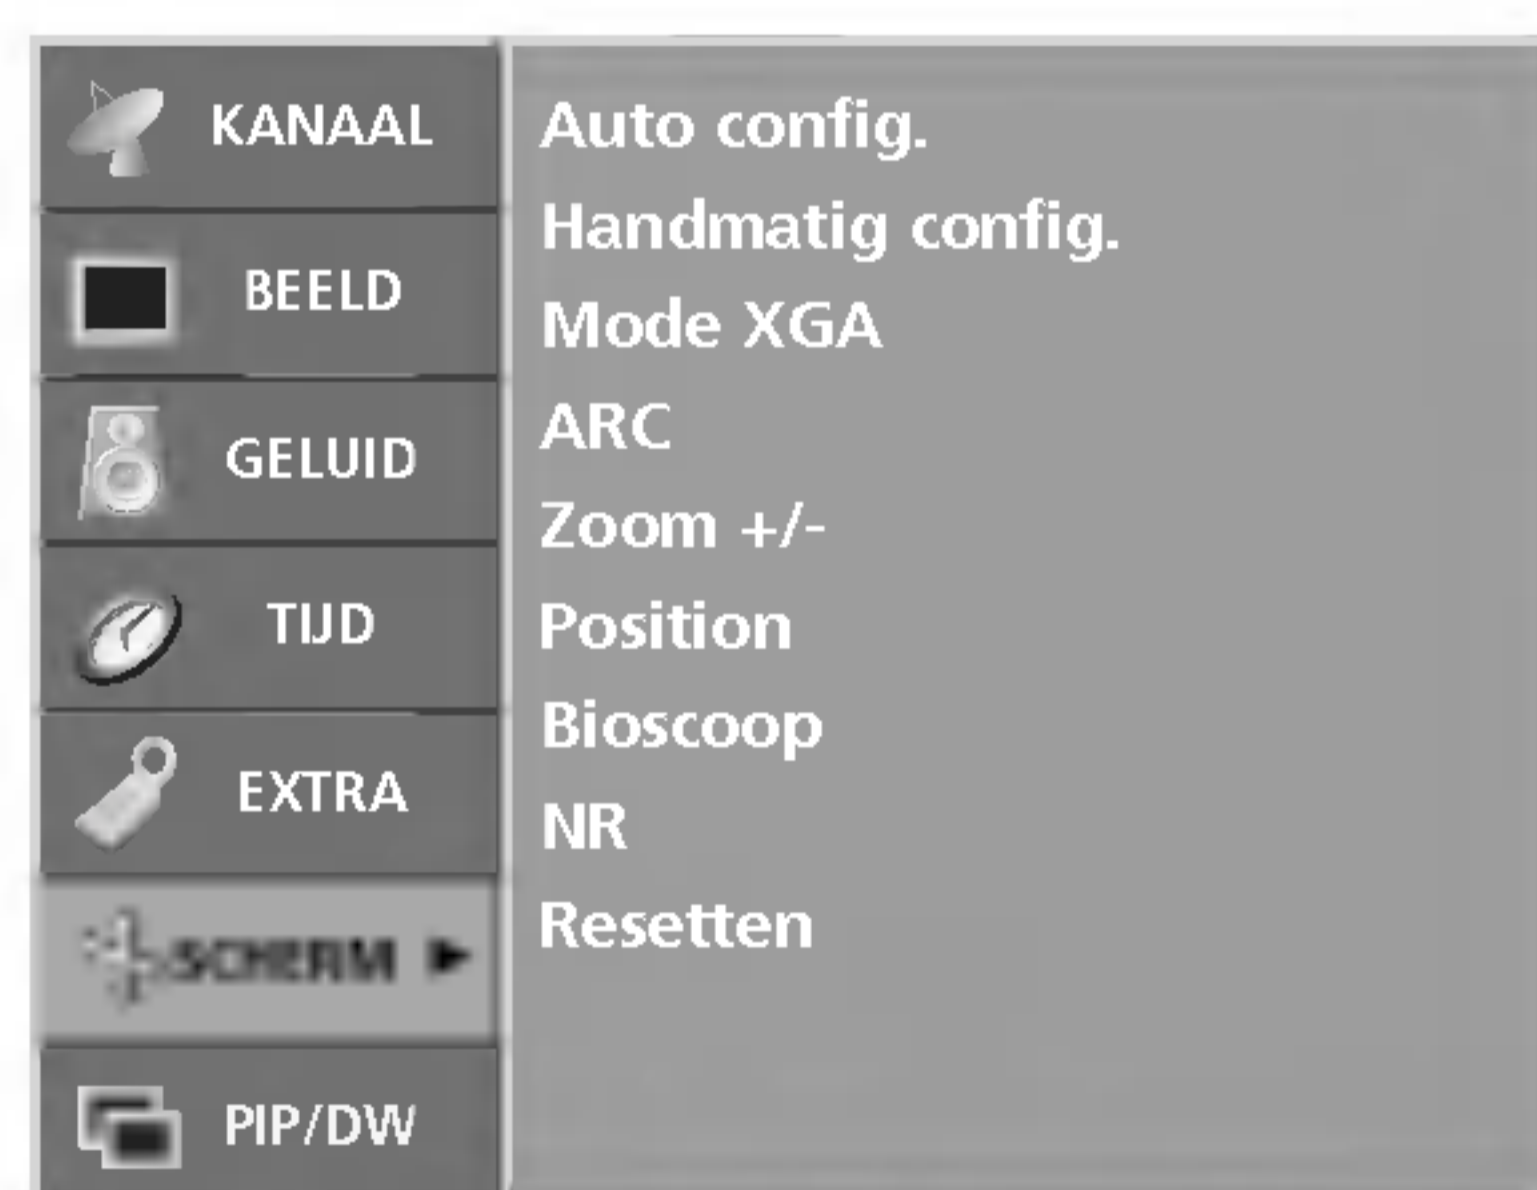 KANAAL
BEELD
GELUID
TIJD
EXTRA
SCHERM ►
PIP/DW
Auto config.
Handmatig config.
Mode XGA
ARC
Zoom +/-
Position
Bioscoop
NR
Resetten